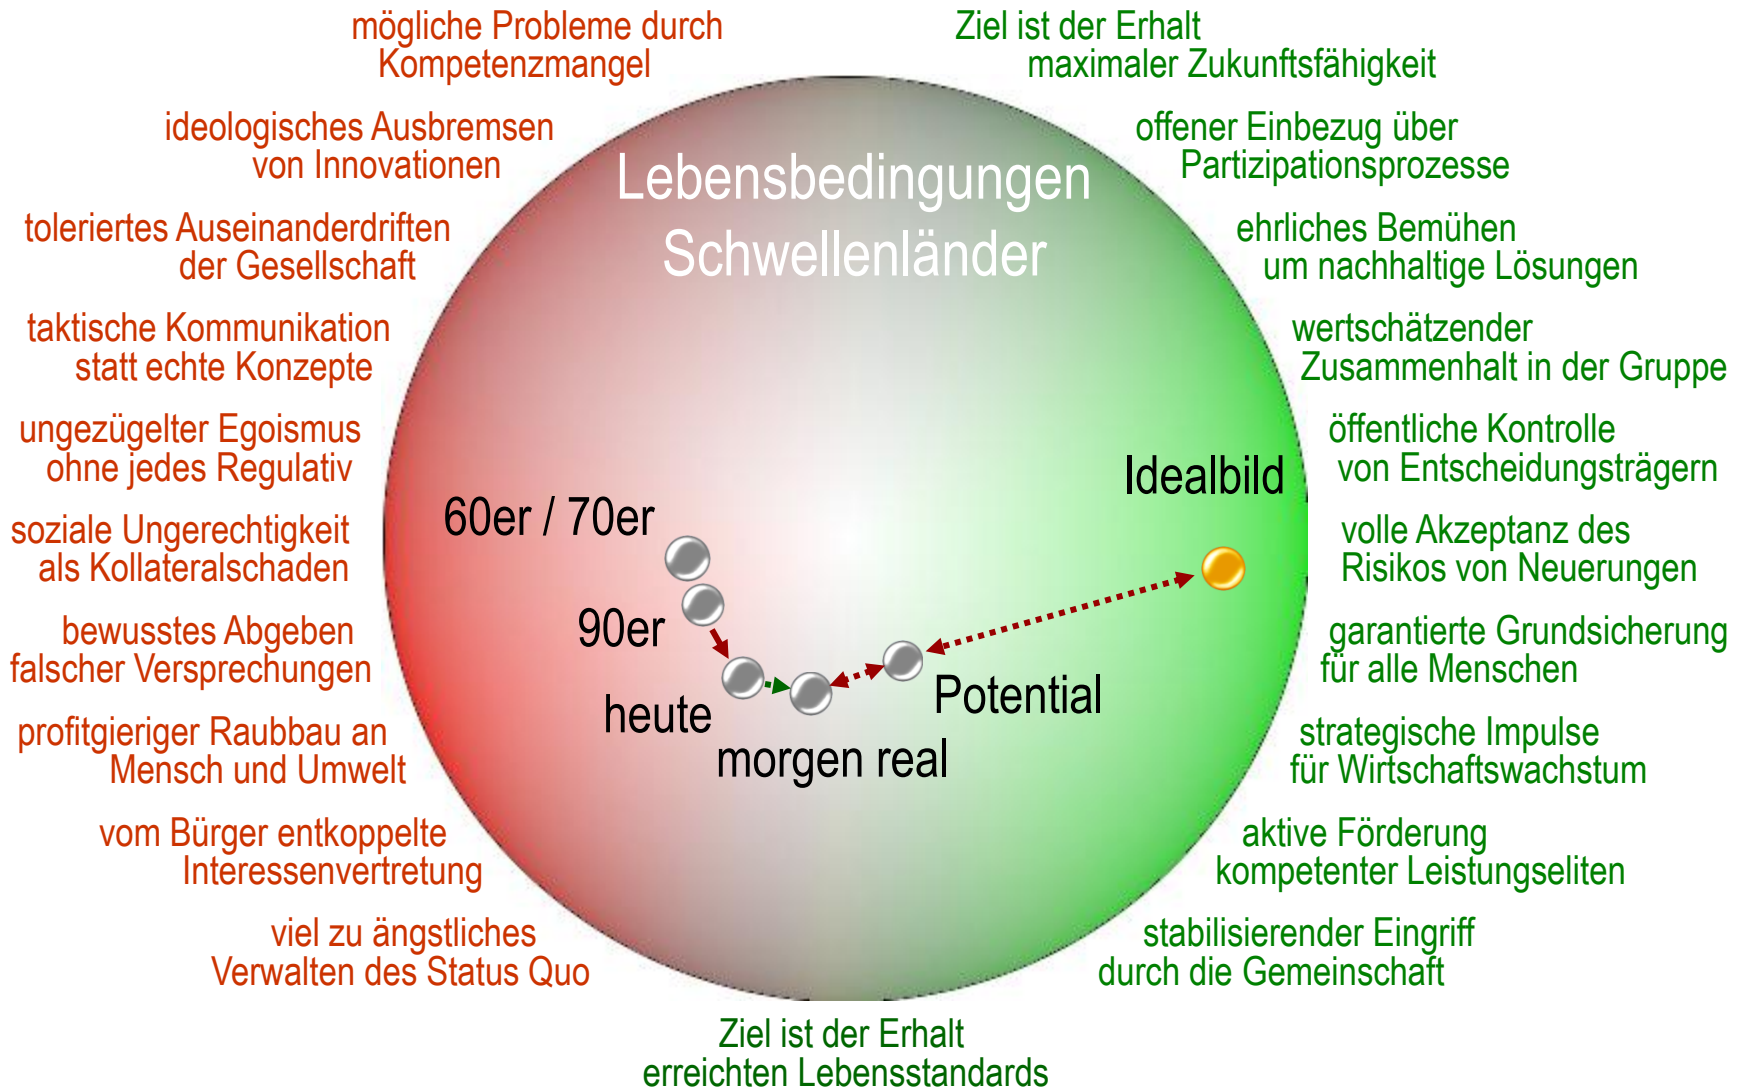 mögliche Probleme durch
Kompetenzmangel
ideologisches Ausbremsen
von Innovationen
toleriertes Auseinanderdriften
der Gesellschaft
taktische Kommunikation
statt echte Konzepte
ungezügelter Egoismus
ohne jedes Regulativ
soziale Ungerechtigkeit
als Kollateralschaden
bewusstes Abgeben
falscher Versprechungen
profitgieriger Raubbau an
Mensch und Umwelt
vom Bürger entkoppelte
Interessenvertretung
viel zu ängstliches
Verwalten des Status Quo
Lebensbedingungen
Schwellenländer
60er / 70er
90er
heute
morgen real
Potential
Idealbild
Ziel ist der Erhalt
maximaler Zukunftsfähigkeit
offener Einbezug über
Partizipationsprozesse
ehrliches Bemühen
um nachhaltige Lösungen
wertschätzender
Zusammenhalt in der Gruppe
öffentliche Kontrolle
von Entscheidungsträgern
volle Akzeptanz des
Risikos von Neuerungen
garantierte Grundsicherung
für alle Menschen
strategische Impulse
für Wirtschaftswachstum
aktive Förderung
kompetenter Leistungseliten
stabilisierender Eingriff
durch die Gemeinschaft
Ziel ist der Erhalt
erreichten Lebensstandards